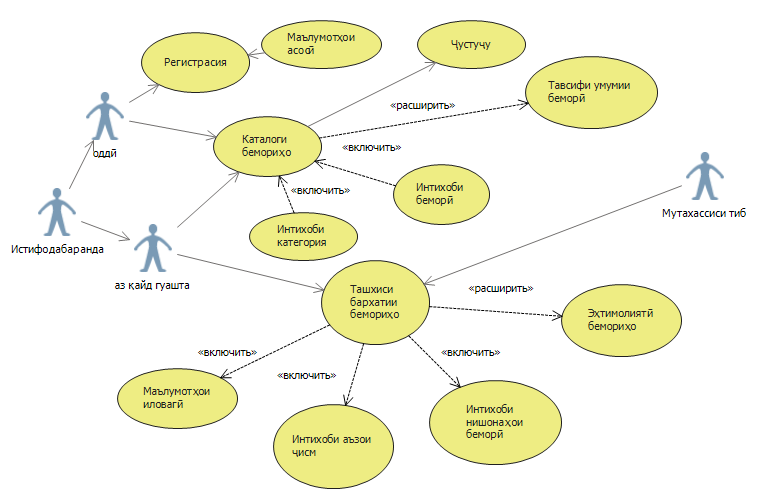 Маълумотҳои
асосӣ
Ҷустуҷу
Регистрасия
Тавсифи умумии
беморӣ
«расширить»
Каталоги
бемориҳо
«включить»
оддӣ
«включить»
Интихоби
беморӣ
Мутахассиси тиб
Интихоби
категория
Истифодабаранда
аз қайд гуашта
Ташхиси
бархатии
бемориҳо
«расширить»
Эҳтимолиятӣ
бемориҳо
«включить»
«включить»
«включить»
Маълумотҳои
иловагӣ
Интихоби
нишонаҳои
беморӣ
Интихоби аъзои
ҷисм